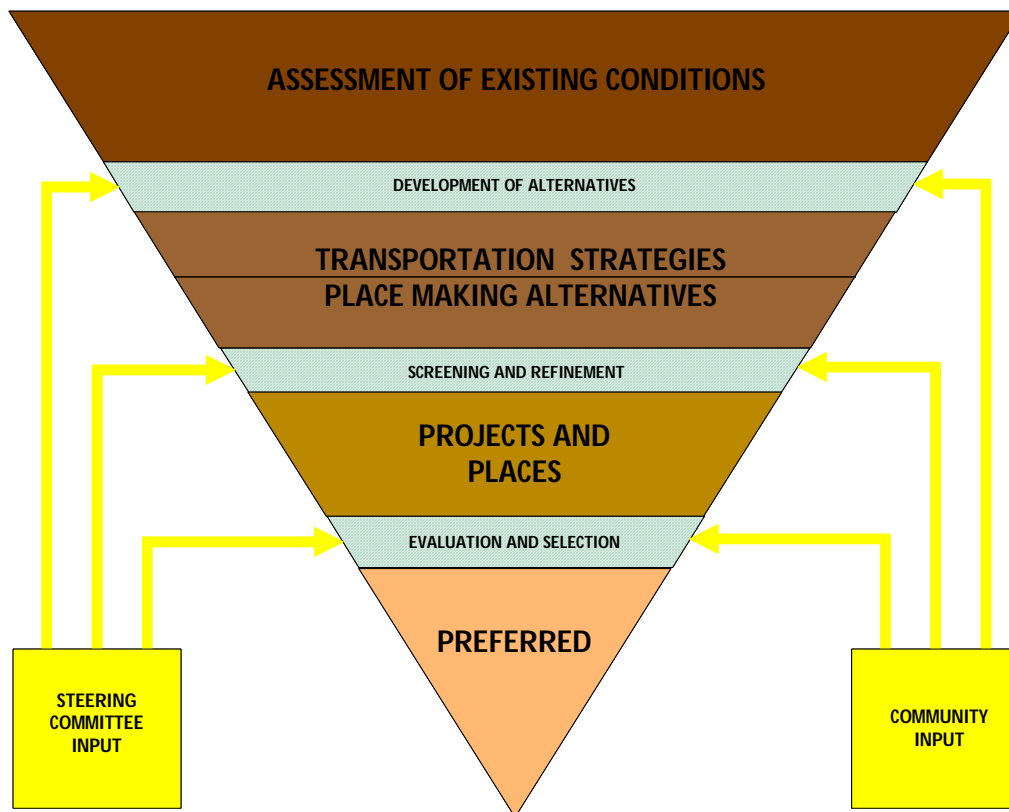 ASSESSMENT OF EXISTING CONDITIONS
DEVELOPMENT OF ALTERNATIVES
TRANSPORTATION STRATEGIES
PLACE MAKING ALTERNATIVES
SCREENING AND REFINEMENT
PROJECTS AND
PLACES
EVALUATION AND SELECTION
PREFERRED
STEERING
COMMITTEE
INPUT
COMMUNITY
INPUT